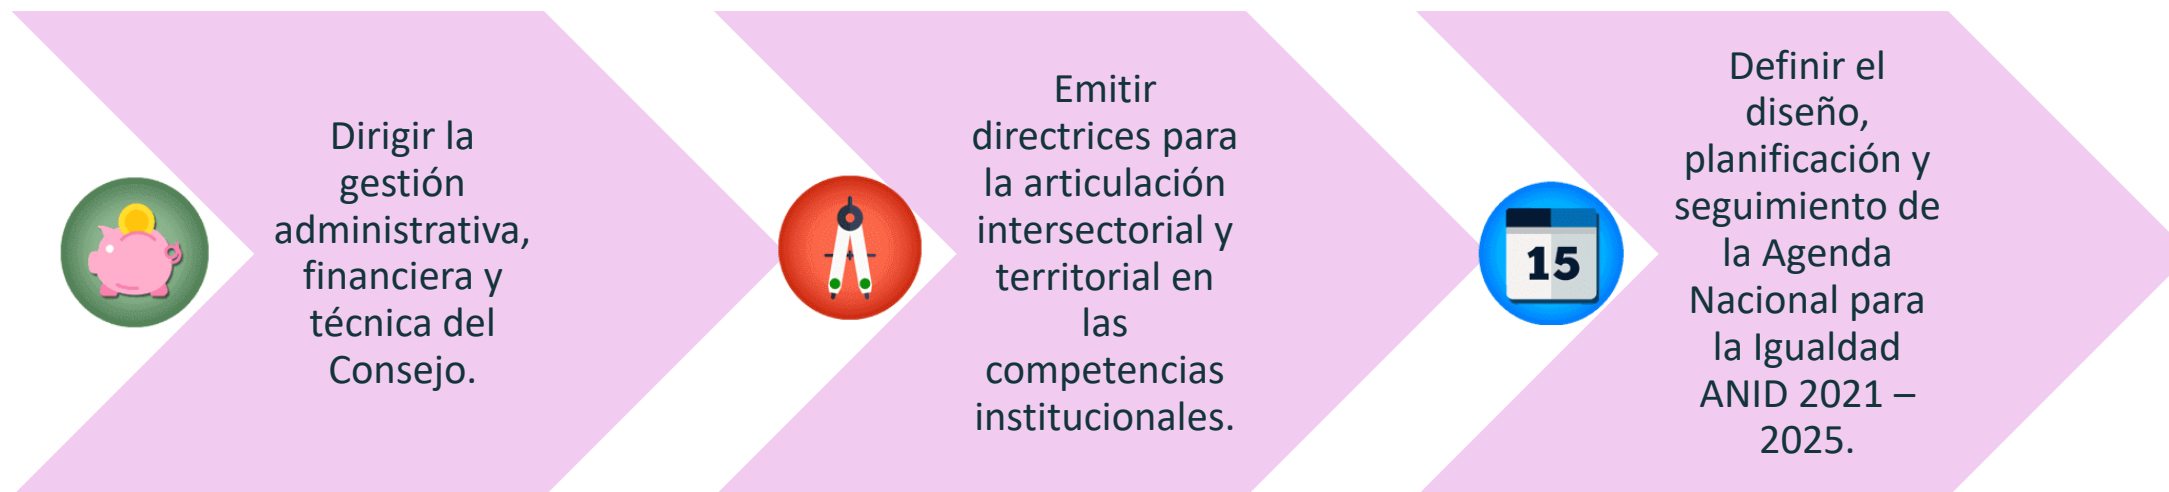 Dirigir la
gestión
administrativa,
financiera y
técnica del
Consejo.
Emitir
directrices para
la articulación
intersectorial y
territorial en
las
competencias
institucionales.
15
Definir el
diseño,
planificación y
seguimiento de
la Agenda
Nacional para
la Igualdad
ANID 2021 –
2025.